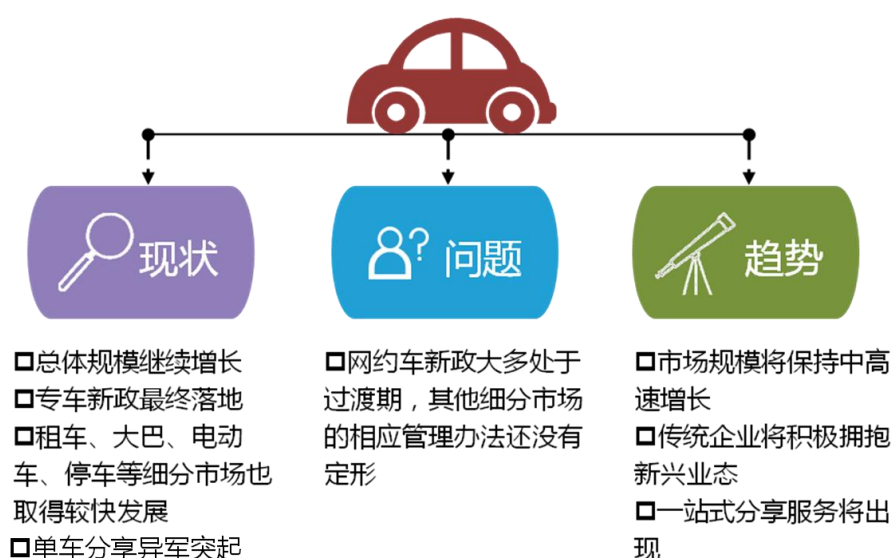 现状
问题
趋势
总体规模继续增长
专车新政最终落地
租车、大巴、电动
车、停车等细分市场也
取得较快发展
单车分享异军突起
网约车新政大多处于
过渡期，其他细分市场
的相应管理办法还没有
定形
市场规模将保持中高
速增长
传统企业将积极拥抱
新兴业态
一站式分享服务将出
现